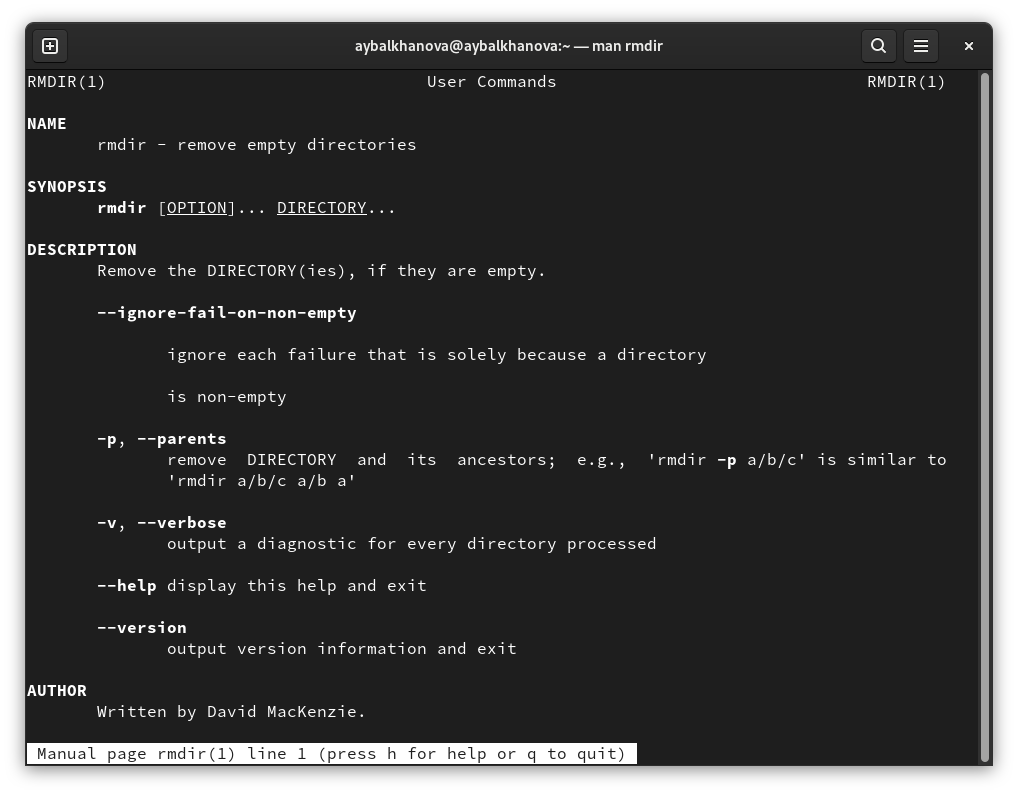 aybalkhanova@aybalkhanova:~ — man rmdir
RMDIR(1) User Commands RMDIR(1)
NAME
rmdir - remove empty directories
SYNOPSIS
rmdir [OPTION]... DIRECTORY...
DESCRIPTION
Remove the DIRECTORY(ies), if they are empty.
--ignore-fail-on-non-empty
ignore each failure that is solely because a directory
is non-empty
-p, --parents
remove DIRECTORY and its ancestors; e.g., 'rmdir -p a/b/c' is similar to
'rmdir a/b/c a/b a'
-v, --verbose
output a diagnostic for every directory processed
--help display this help and exit
--version
output version information and exit
AUTHOR
Written by David MacKenzie.
Manual page rmdir(1) line 1 (press h for help or q to quit)